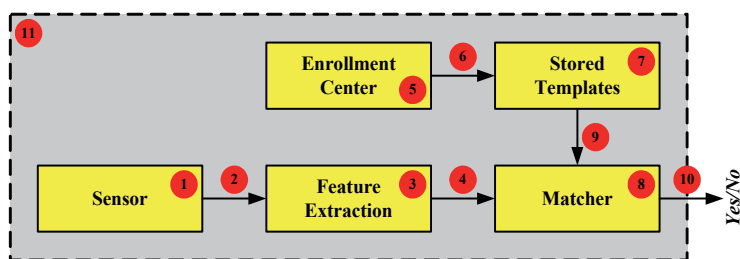 11
Enrollment
Center
5
6
Stored
Templates
7
9
Sensor
1
2
Feature
Extraction
3
4
Matcher
8
10
Yes/No